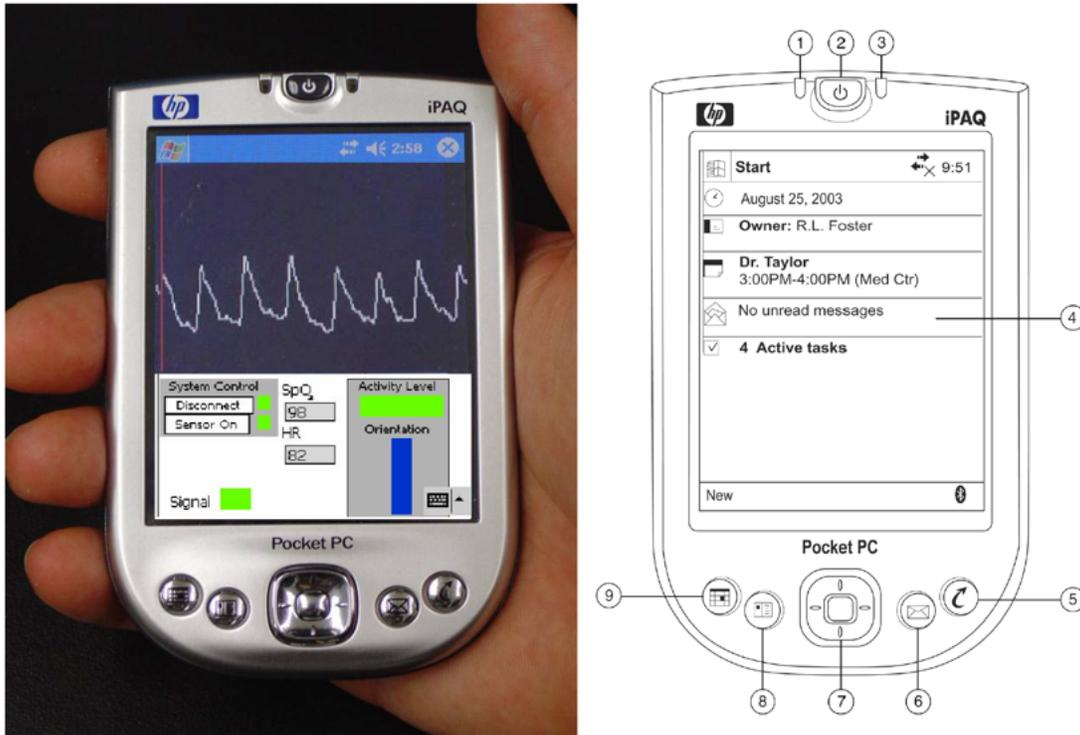 hp
iPAQ
2:58
System Control
Disconnect
Sensor On
SpO2
98
HR
82
Activity Level
Orientation
Signal
Pocket PC
1
2
3
hp
iPAQ
Start
9:51
August 25, 2003
Owner: R.L. Foster
Dr. Taylor
3:00PM-4:00PM (Med Ctr)
No unread messages
4 Active tasks
New
Pocket PC
4
5
6
7
8
9